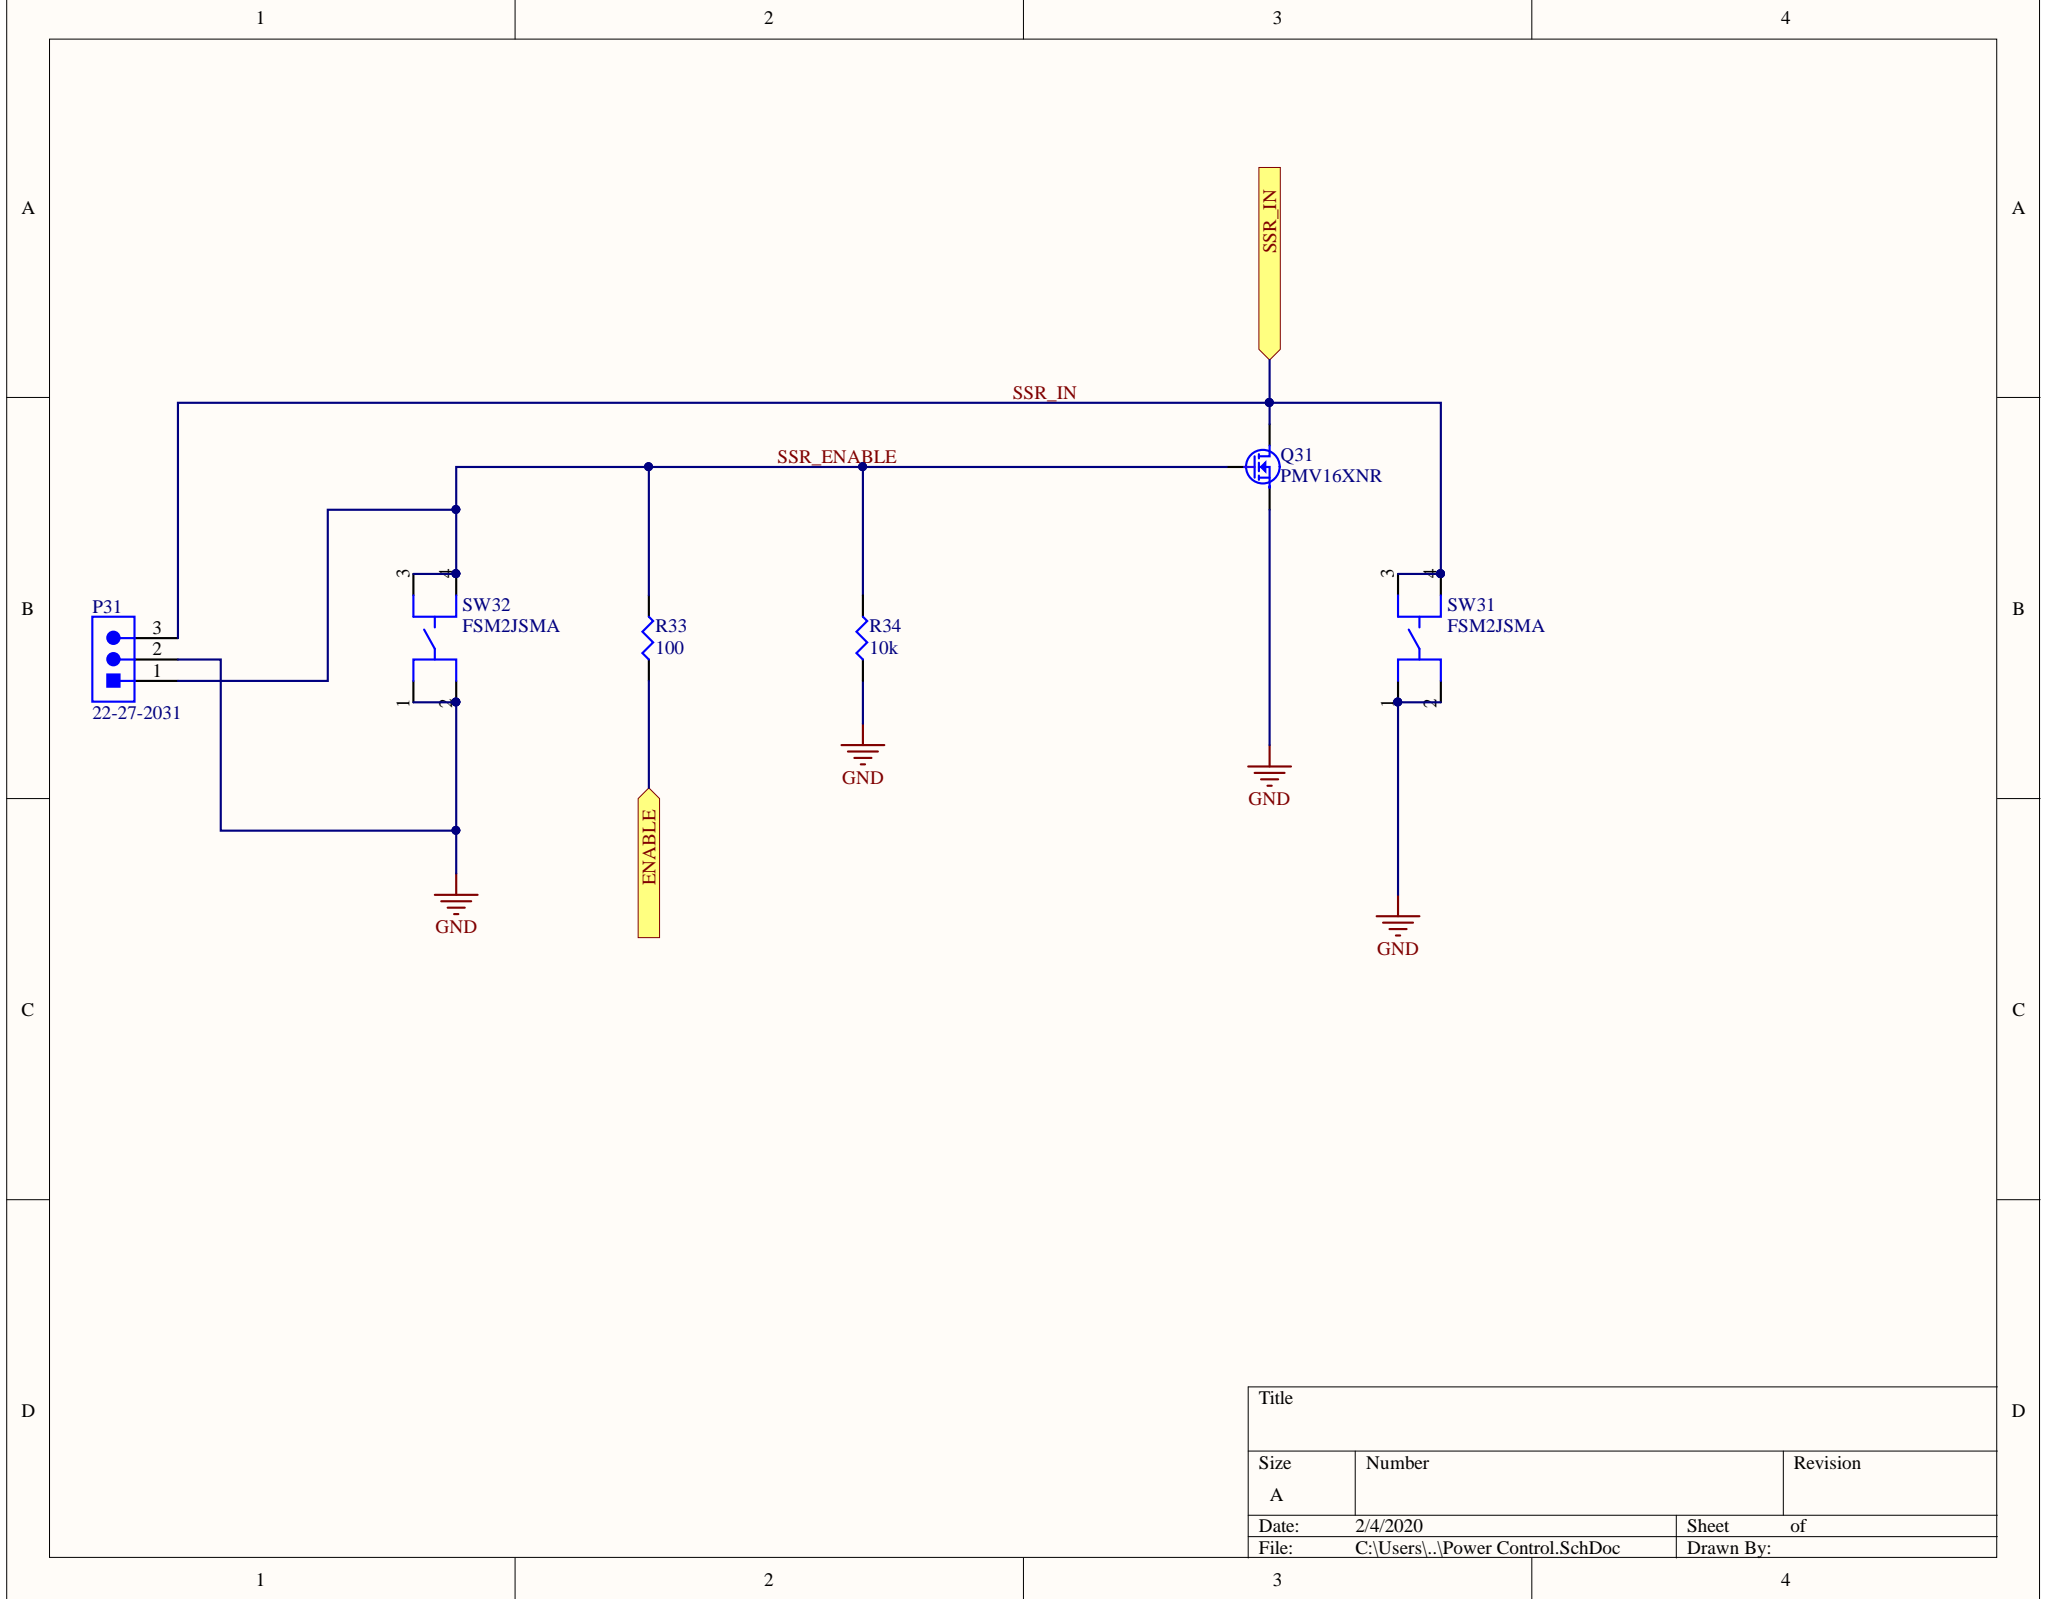 1 2 3 4
A A
SSR_IN
SSR_IN
SSR_ENABLE
Q31
PMV16XNR
3 4
3 4
B B
P31
3
2
1
22-27-2031
SW32
FSM2JSMA
R33
100
R34
10k
SW31
FSM2JSMA
1 2
1 2
GND
GND
ENABLE
GND
GND
C C
D D
Title
Size Number Revision
A
Date: 2/4/2020 Sheet of
File: C:\Users\..\Power Control.SchDoc Drawn By:
1 2 3 4